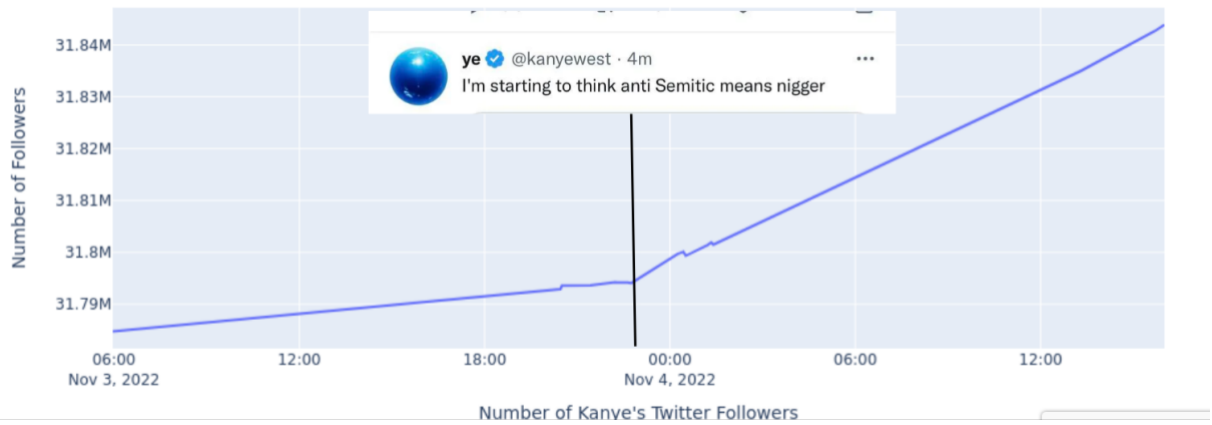 ye @kanyewest · 4m
I'm starting to think anti Semitic means nigger
31.84M
31.83M
31.82M
31.81M
31.8M
31.79M
Number of Followers
06:00 12:00 18:00 00:00 06:00 12:00
Nov 3, 2022 Nov 4, 2022
Number of Kanye's Twitter Followers